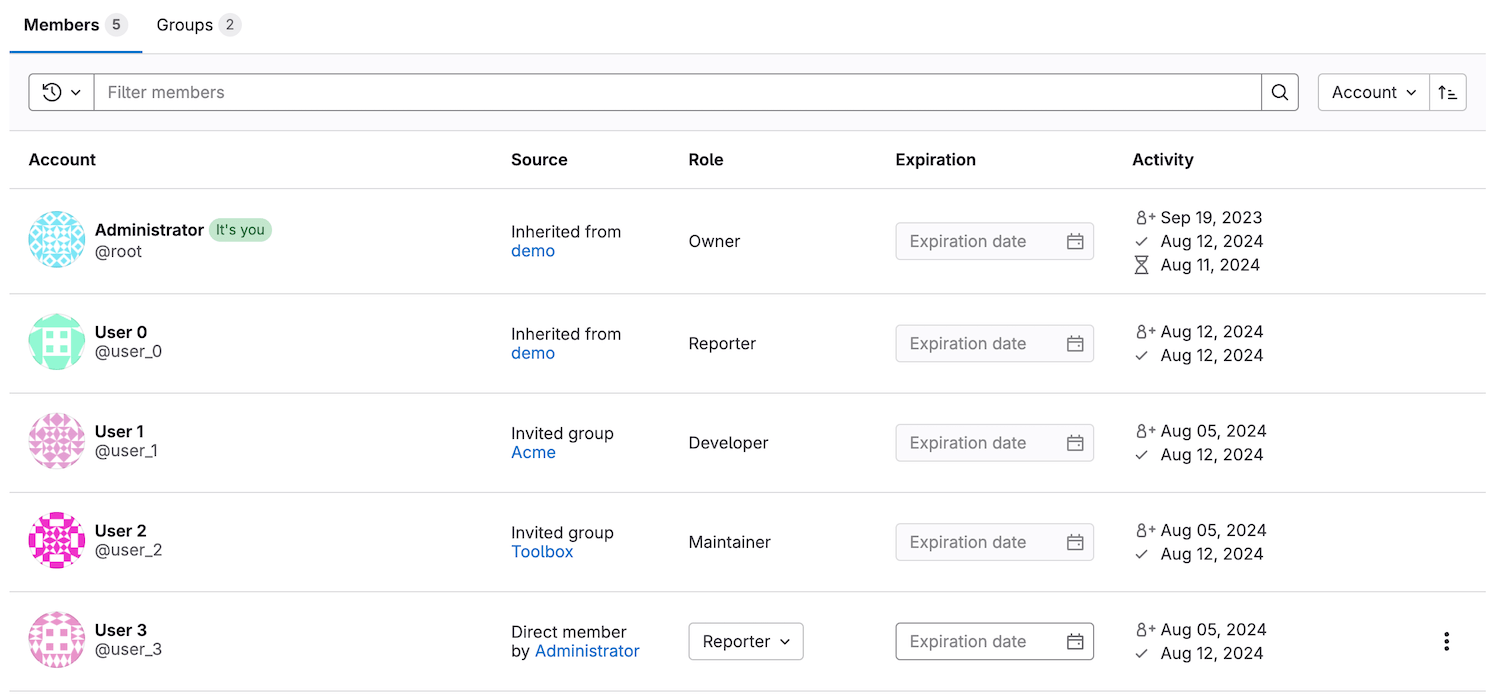 Members 5 Groups 2
Filter members Account
Account Source Role Expiration Activity
Administrator It's you
@root
Inherited from
demo
Owner
Expiration date
Sep 19, 2023
Aug 12, 2024
Aug 11, 2024
User 0
@user_0
Inherited from
demo
Reporter
Expiration date
Aug 12, 2024
Aug 12, 2024
User 1
@user_1
Invited group
Acme
Developer
Expiration date
Aug 05, 2024
Aug 12, 2024
User 2
@user_2
Invited group
Toolbox
Maintainer
Expiration date
Aug 05, 2024
Aug 12, 2024
User 3
@user_3
Direct member
by Administrator
Reporter
Expiration date
Aug 05, 2024
Aug 12, 2024